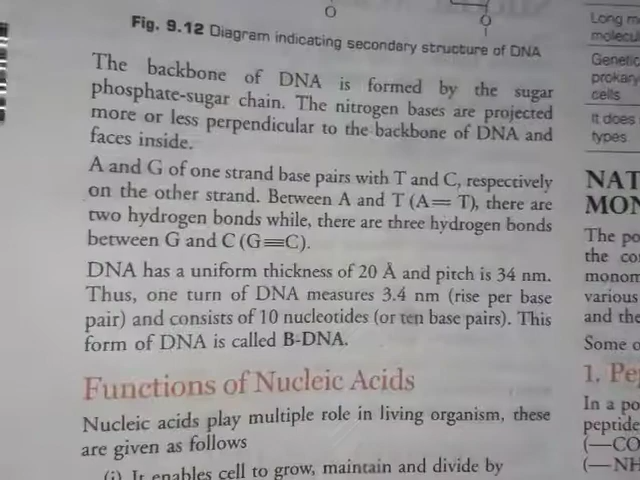 Fig. 9.12 Diagram indicating secondary structure of DNA
The backbone of DNA is formed by the sugar
phosphate-sugar chain. The nitrogen bases are projected
more or less perpendicular to the backbone of DNA and
faces inside.
A and G of one strand base pairs with T and C, respectively
on the other strand. Between A and T (A═ T), there are
two hydrogen bonds while, there are three hydrogen bonds
between G and C (G≡C).
DNA has a uniform thickness of 20 Å and pitch is 34 nm.
Thus, one turn of DNA measures 3.4 nm (rise per base
pair) and consists of 10 nucleotides (or ten base pairs). This
form of DNA is called B-DNA.
Functions of Nucleic Acids
Nucleic acids play multiple role in living organism, these
are given as follows
(i) It enables cell to grow, maintain and divide by
O
O
Long
Genetic
cells
It does
types.
NAT
MON
The
the
various
and the
Some
1. Pep
In a
peptide
(—CO
(—NH